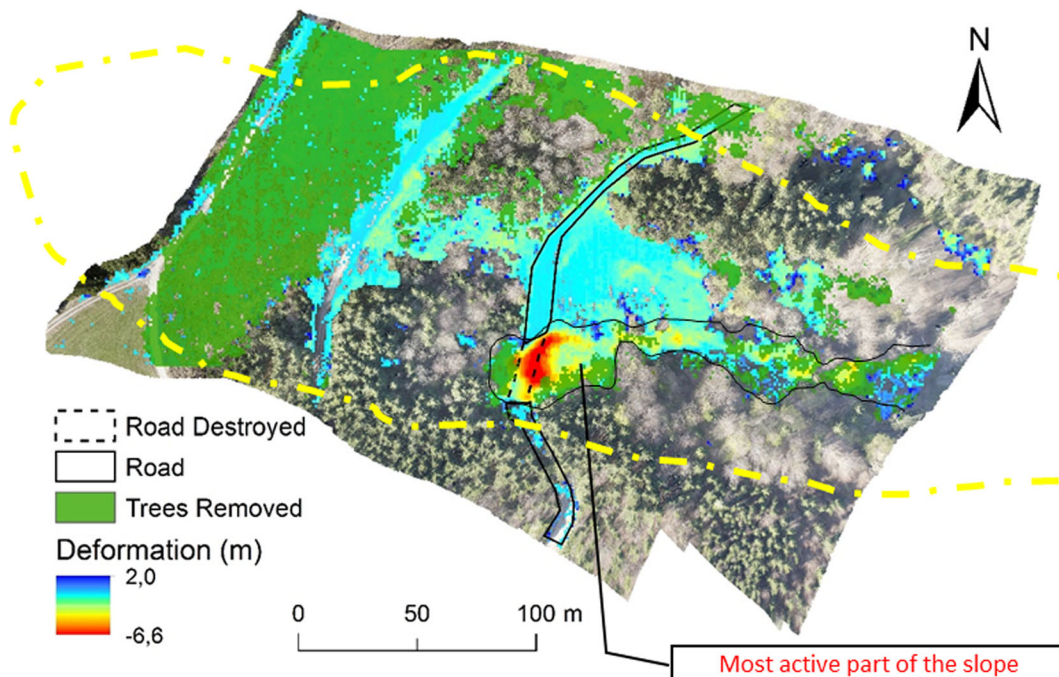 N
Road Destroyed
Road
Trees Removed
Deformation (m)
2,0
-6,6
0 50 100 m
Most active part of the slope